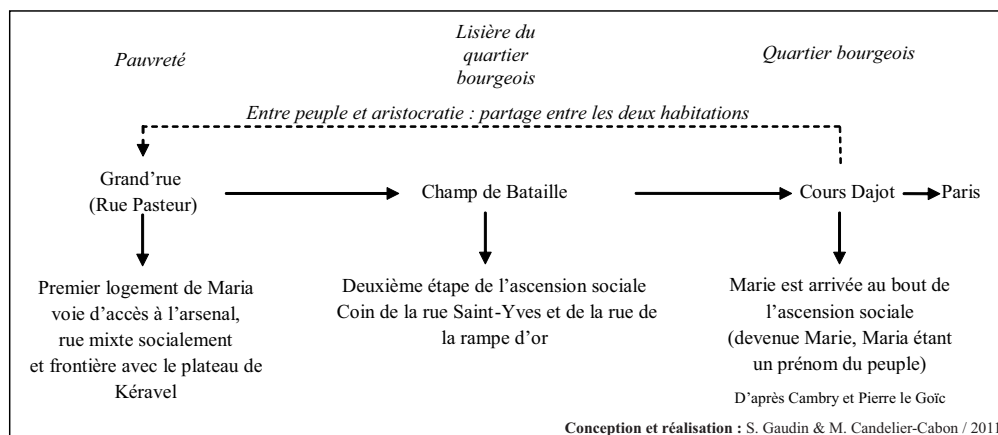 Pauvreté
Lisière du
quartier
bourgeois
Quartier bourgeois
Entre peuple et aristocratie : partage entre les deux habitations
Grand’rue
(Rue Pasteur)
Champ de Bataille
Cours Dajot
Paris
Premier logement de Maria
voie d’accès à l’arsenal,
rue mixte socialement
et frontière avec le plateau de
Kéravel
Deuxième étape de l’ascension sociale
Coin de la rue Saint-Yves et de la rue de
la rampe d’or
Marie est arrivée au bout de
l’ascension sociale
(devenue Marie, Maria étant
un prénom du peuple)
D’après Cambry et Pierre le Goïc
Conception et réalisation : S. Gaudin & M. Candelier-Cabon / 2011